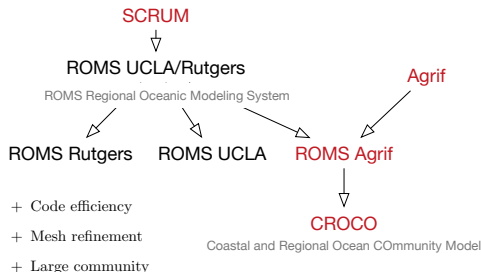 SCRUM
ROMS UCLA/Rutgers
ROMS Regional Oceanic Modeling System
Agrif
ROMS Rutgers ROMS UCLA ROMS Agrif
+ Code efficiency
+ Mesh refinement
+ Large community
CROCO
Coastal and Regional Ocean COmmunity Model